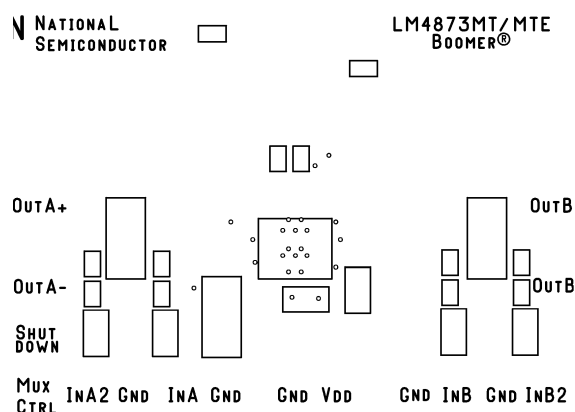 N NATIONAL
SEMICONDUCTOR
LM4873MT/MTE
BOOMER®
OUTA+
OUTB
OUTA-
OUTB
SHUT
DOWN
MUX
CTRL
INA2 GND INA GND GND VDD GND INB GND INB2